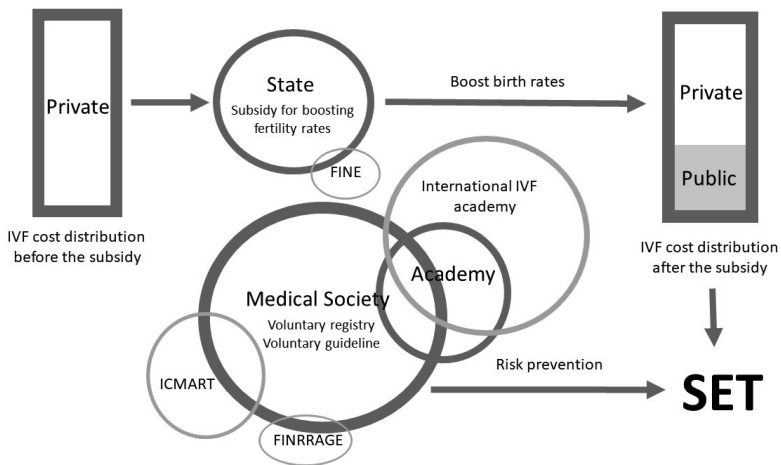 Private
IVF cost distribution
before the subsidy
State
Subsidy for boosting
fertility rates
FINE
Boost birth rates
Private
Public
IVF cost distribution
after the subsidy
International IVF
academy
Academy
Medical Society
Voluntary registry
Voluntary guideline
ICMART
FINRRAGE
Risk prevention
SET